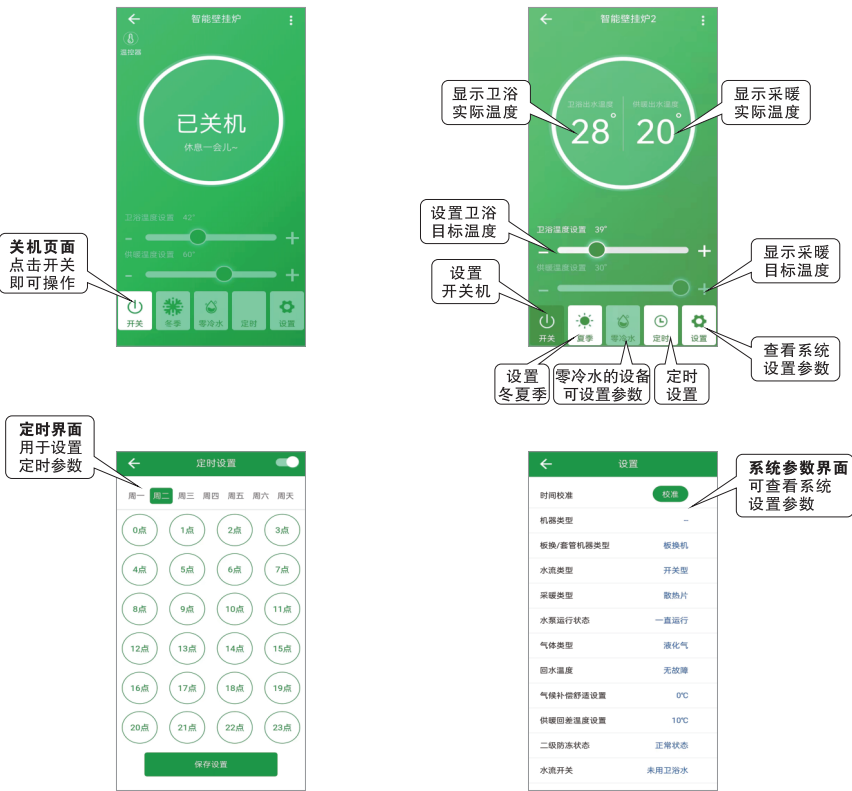 智能壁挂炉
温控器
已关机
休息一会儿~
卫浴温度设置 42°
- +
供暖温度设置 60°
- +
开关 冬季 零冷水 定时 设置
关机页面
点击开关
即可操作
智能壁挂炉2
卫浴出水温度 供暖出水温度
28° 20°
卫浴温度设置 39°
- +
供暖温度设置 30°
- +
开关 夏季 零冷水 定时 设置
显示卫浴
实际温度
显示采暖
实际温度
设置卫浴
目标温度
设置
开关机
显示采暖
目标温度
查看系统
设置参数
设置
冬夏季
零冷水的设备
可设置参数
定时
设置
定时界面
用于设置
定时参数
定时设置
周一 周二 周三 周四 周五 周六 周天
0点 1点 2点 3点
4点 5点 6点 7点
8点 9点 10点 11点
12点 13点 14点 15点
16点 17点 18点 19点
20点 21点 22点 23点
保存设置
设置
时间校准 校准
机器类型 –
板换/套管机器类型 板换机
水流类型 开关型
采暖类型 散热片
水泵运行状态 一直运行
气体类型 液化气
回水温度 无故障
气候补偿舒适设置 0℃
供暖回差温度设置 10℃
二级防冻状态 正常状态
水流开关 未用卫浴水
系统参数界面
可查看系统
设置参数